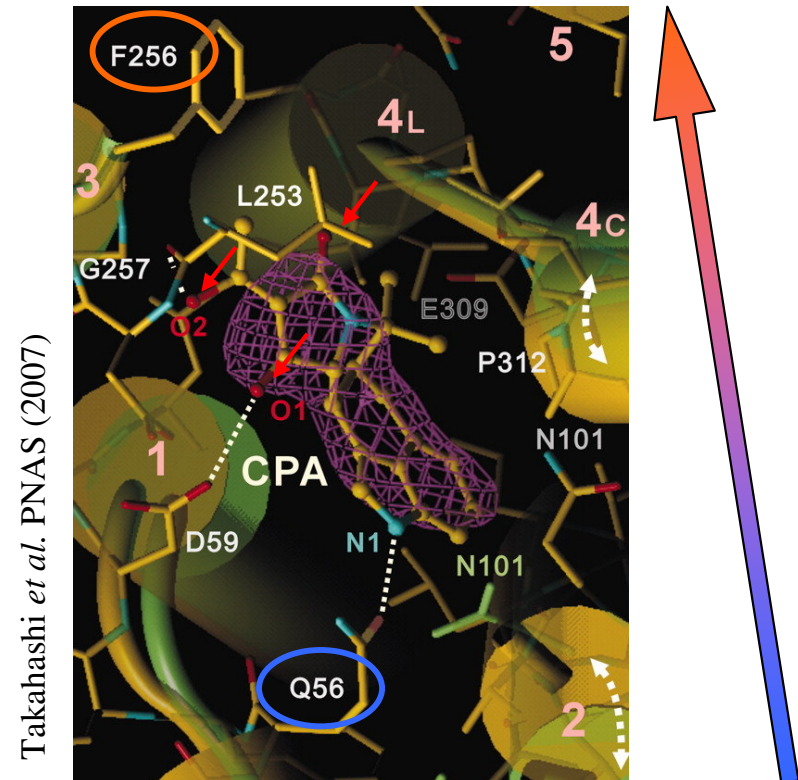 F256
5
4L
3
L253
4C
G257
E309
O2
P312
O1
N101
1
CPA
D59
N1
N101
Q56
2
Takahashi et al. PNAS (2007)